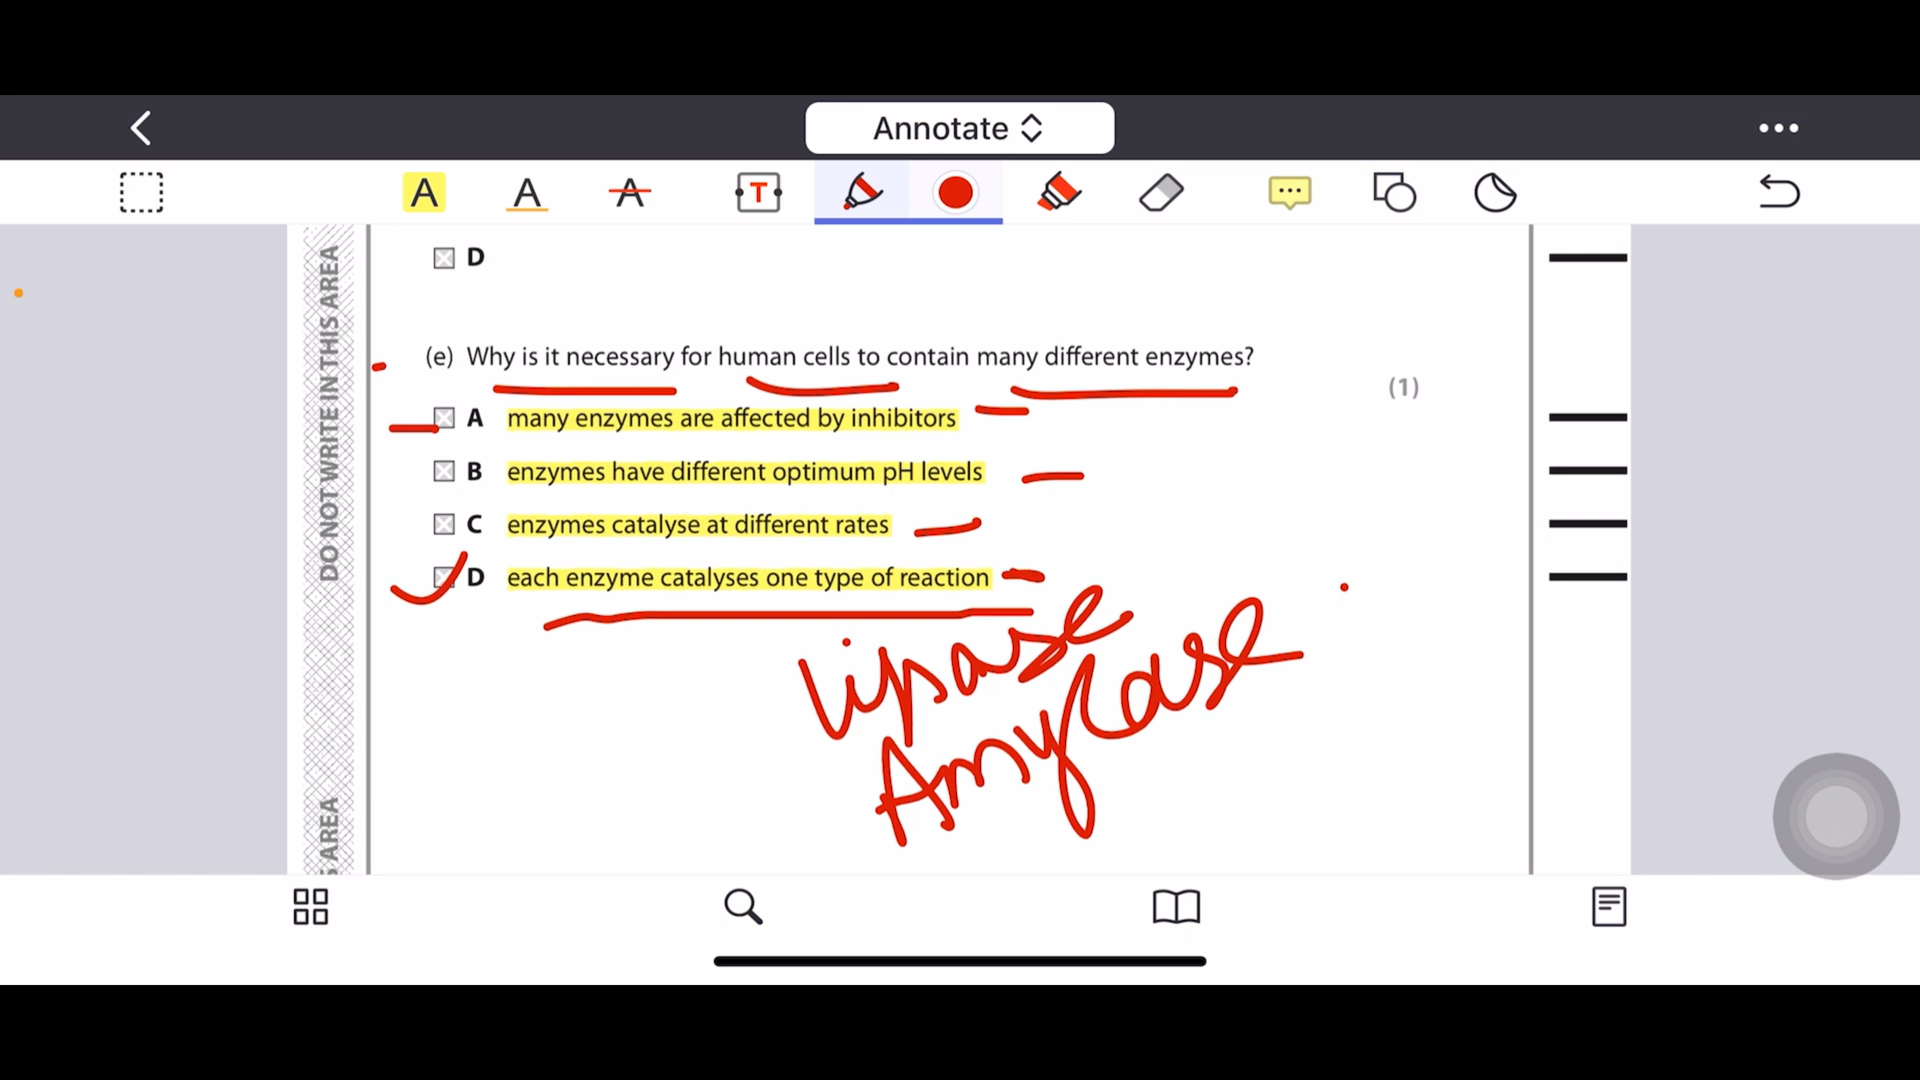 Annotate
A A A T
DO NOT WRITE IN THIS AREA
D
(e) Why is it necessary for human cells to contain many different enzymes?
(1)
A many enzymes are affected by inhibitors
B enzymes have different optimum pH levels
C enzymes catalyse at different rates
D each enzyme catalyses one type of reaction
Lipase
Amylase
S AREA